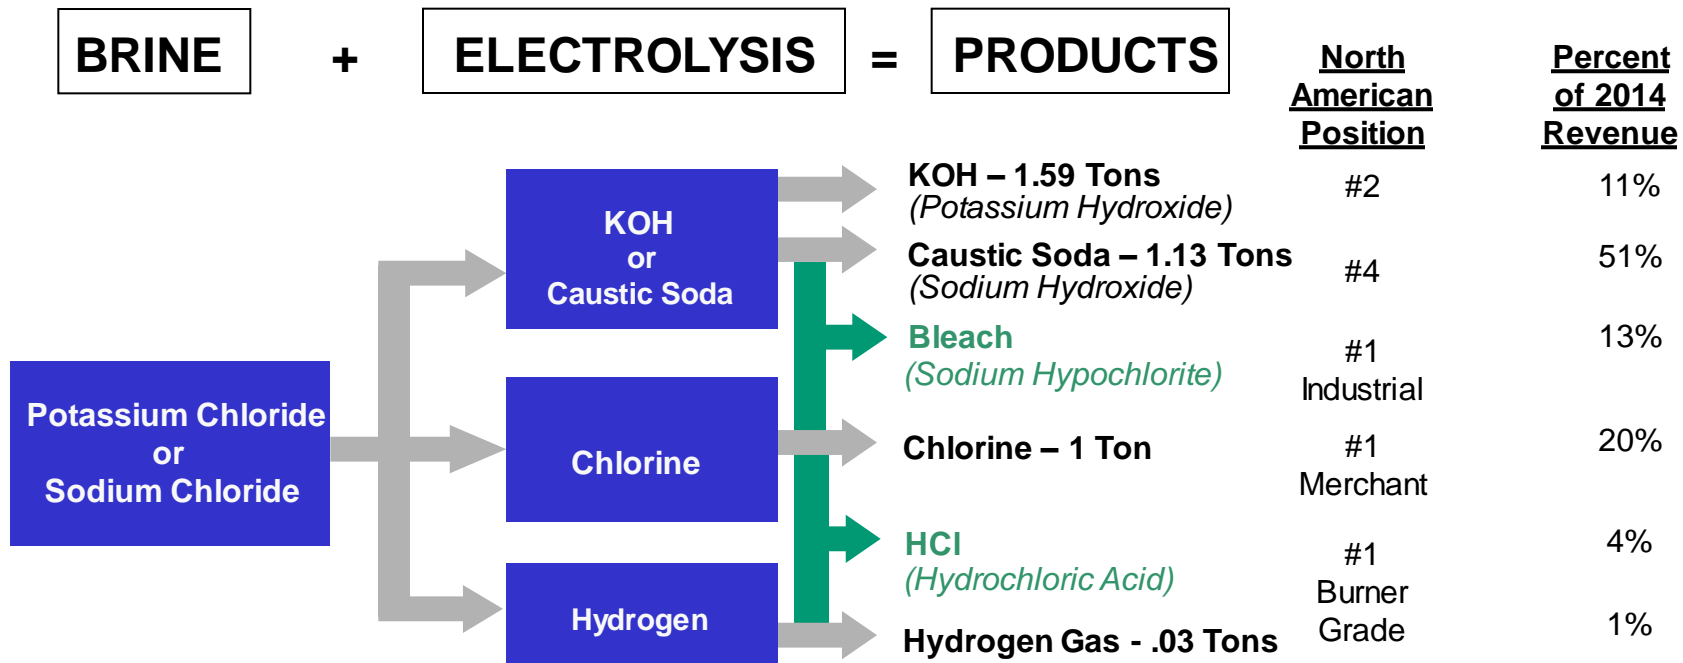 BRINE + ELECTROLYSIS = PRODUCTS
North
American
Position
Percent
of 2014
Revenue
Potassium Chloride
or
Sodium Chloride
KOH
or
Caustic Soda
Chlorine
Hydrogen
KOH – 1.59 Tons
(Potassium Hydroxide)
#2
11%
Caustic Soda – 1.13 Tons
(Sodium Hydroxide)
#4
51%
Bleach
(Sodium Hypochlorite)
#1
Industrial
13%
Chlorine – 1 Ton
#1
Merchant
20%
HCl
(Hydrochloric Acid)
#1
Burner
Grade
4%
Hydrogen Gas - .03 Tons
1%